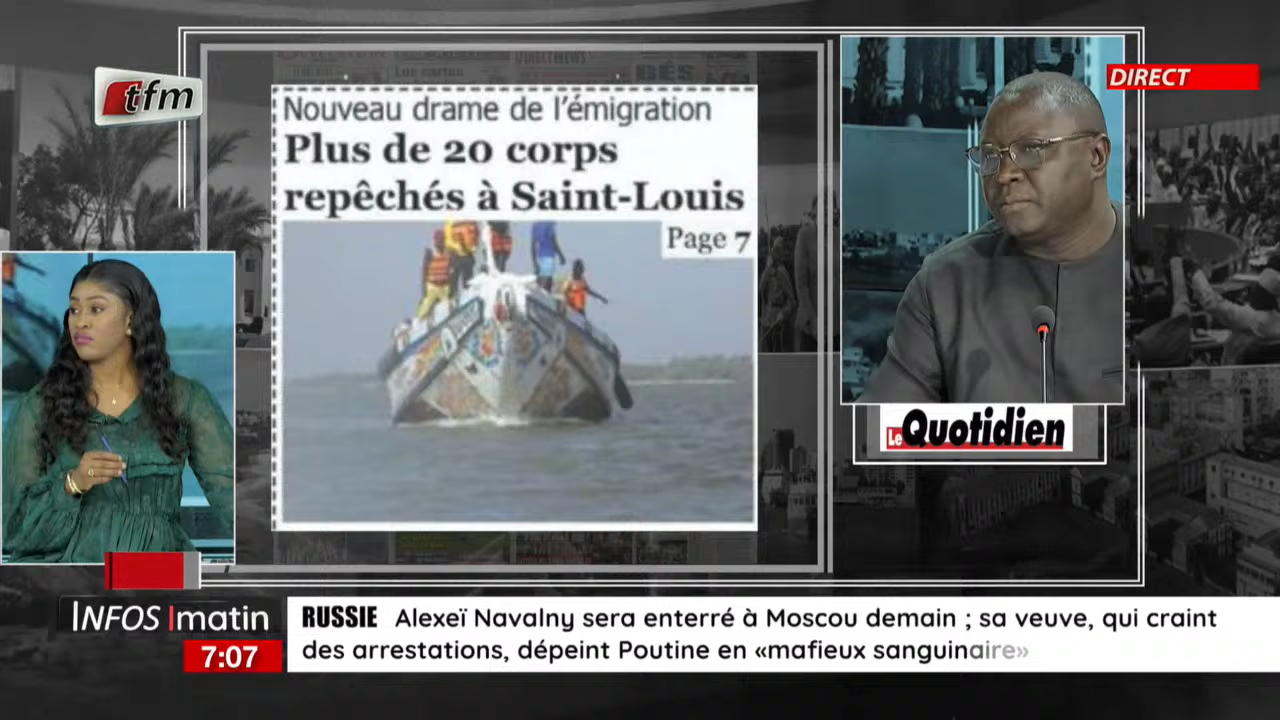 tfm
DIRECT
Nouveau drame de l'émigration
Plus de 20 corps
repêchés à Saint-Louis
Page 7
Le Quotidien
INFOS matin
7:07
RUSSIE Alexeï Navalny sera enterré à Moscou demain ; sa veuve, qui craint
des arrestations, dépeint Poutine en «mafieux sanguinaire»